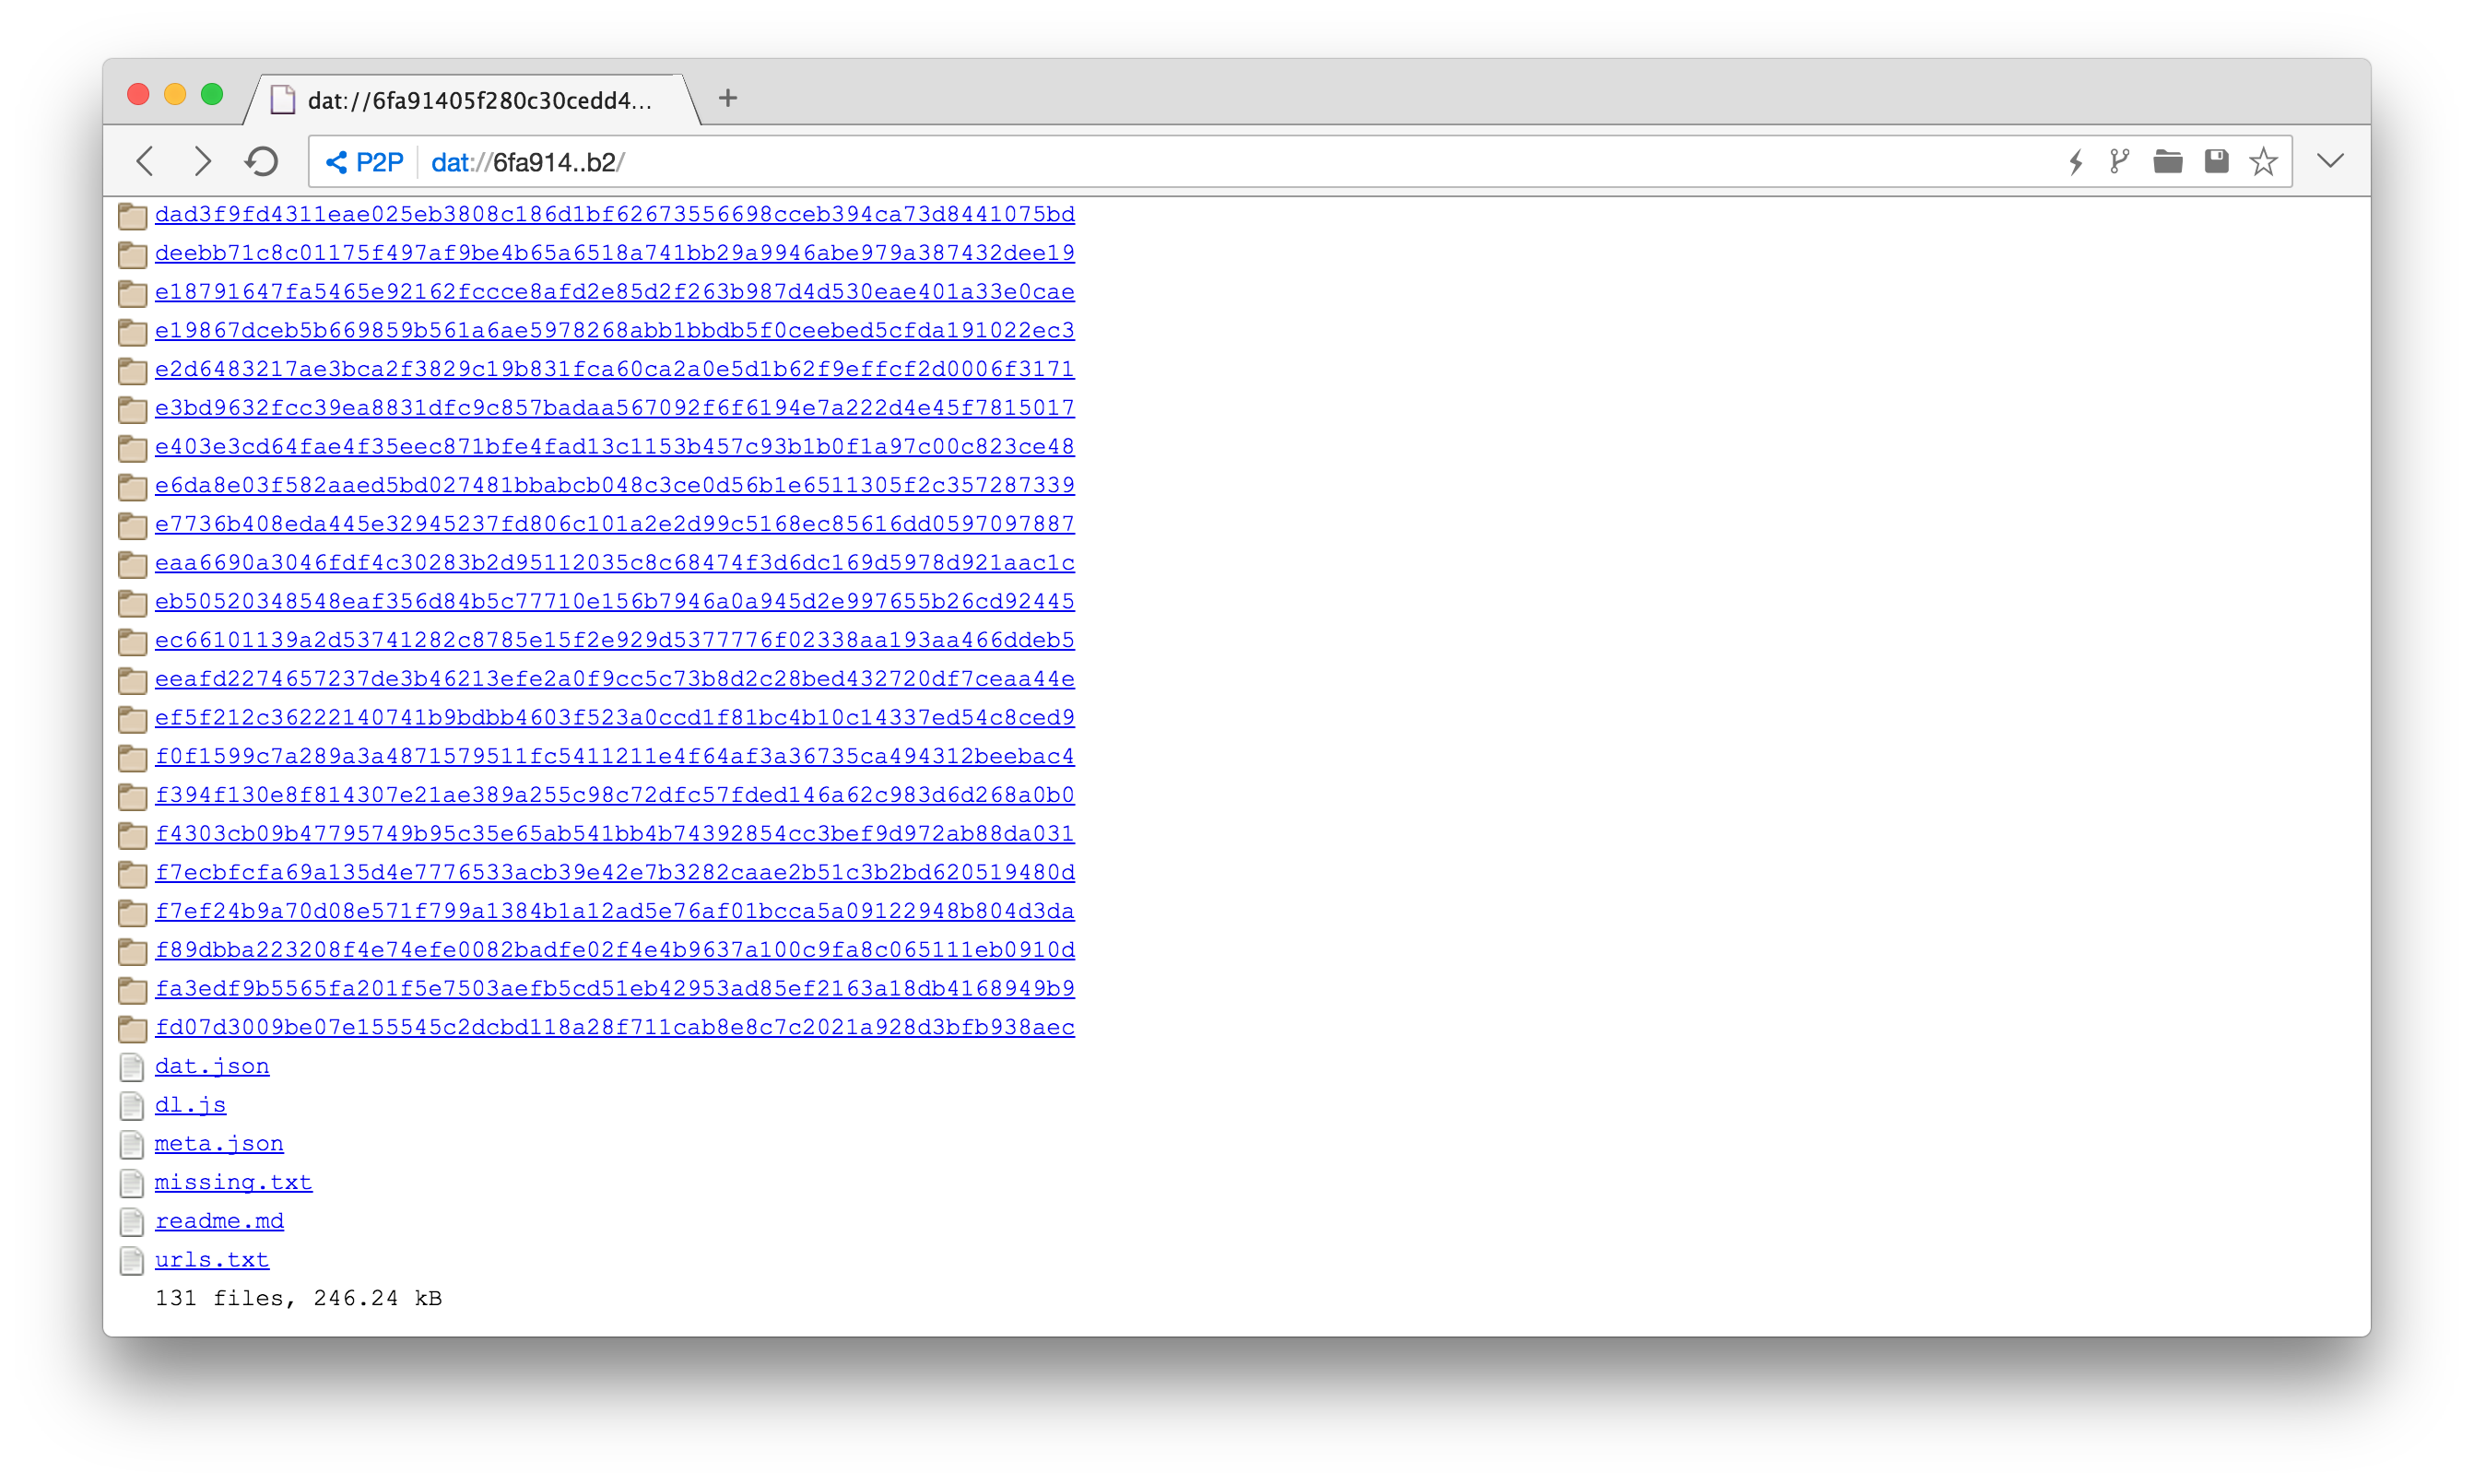 dat://6fa91405f280c30cedd4...
P2P dat://6fa914..b2/
dad3f9fd4311eae025eb3808c186d1bf62673556698cceb394ca73d8441075bd
deebb71c8c01175f497af9be4b65a6518a741bb29a9946abe979a387432dee19
e18791647fa5465e92162fccce8afd2e85d2f263b987d4d530eae401a33e0cae
e19867dceb5b669859b561a6ae5978268abb1bbdb5f0ceebed5cfda191022ec3
e2d6483217ae3bca2f3829c19b831fca60ca2a0e5d1b62f9effcf2d0006f3171
e3bd9632fcc39ea8831dfc9c857badaa567092f6f6194e7a222d4e45f7815017
e403e3cd64fae4f35eec871bfe4fad13c1153b457c93b1b0f1a97c00c823ce48
e6da8e03f582aaed5bd027481bbabcb048c3ce0d56b1e6511305f2c357287339
e7736b408eda445e32945237fd806c101a2e2d99c5168ec85616dd0597097887
eaa6690a3046fdf4c30283b2d95112035c8c68474f3d6dc169d5978d921aac1c
eb50520348548eaf356d84b5c77710e156b7946a0a945d2e997655b26cd92445
ec66101139a2d53741282c8785e15f2e929d5377776f02338aa193aa466ddeb5
eeafd2274657237de3b46213efe2a0f9cc5c73b8d2c28bed432720df7ceaa44e
ef5f212c36222140741b9bdbb4603f523a0ccd1f81bc4b10c14337ed54c8ced9
f0f1599c7a289a3a4871579511fc5411211e4f64af3a36735ca494312beebac4
f394f130e8f814307e21ae389a255c98c72dfc57fded146a62c983d6d268a0b0
f4303cb09b47795749b95c35e65ab541bb4b74392854cc3bef9d972ab88da031
f7ecbfcfa69a135d4e7776533acb39e42e7b3282caae2b51c3b2bd620519480d
f7ef24b9a70d08e571f799a1384b1a12ad5e76af01bcca5a09122948b804d3da
f89dbba223208f4e74efe0082badfe02f4e4b9637a100c9fa8c065111eb0910d
fa3edf9b5565fa201f5e7503aefb5cd51eb42953ad85ef2163a18db4168949b9
fd07d3009be07e155545c2dcbd118a28f711cab8e8c7c2021a928d3bfb938aec
dat.json
dl.js
meta.json
missing.txt
readme.md
urls.txt
131 files, 246.24 kB